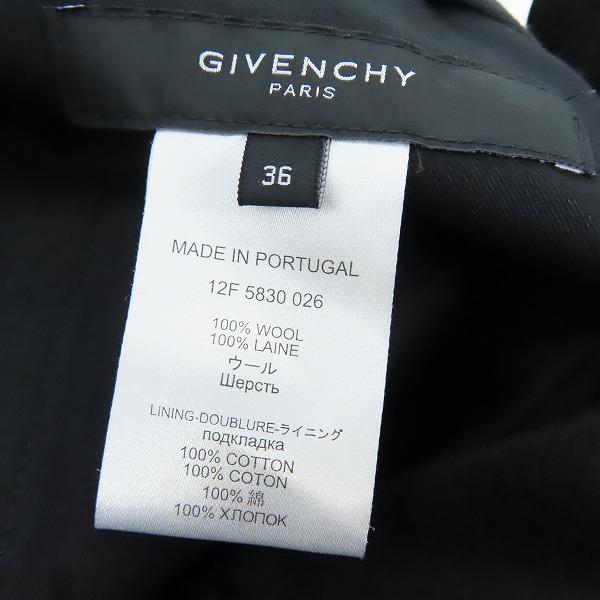 GIVENCHY
PARIS
36
MADE IN PORTUGAL
12F 5830 026
100% WOOL
100% LAINE
ウール
Шерсть
LINING-DOUBLURE-ライニング
подкладка
100% COTTON
100% COTON
100% 綿
100% ХЛОПОК